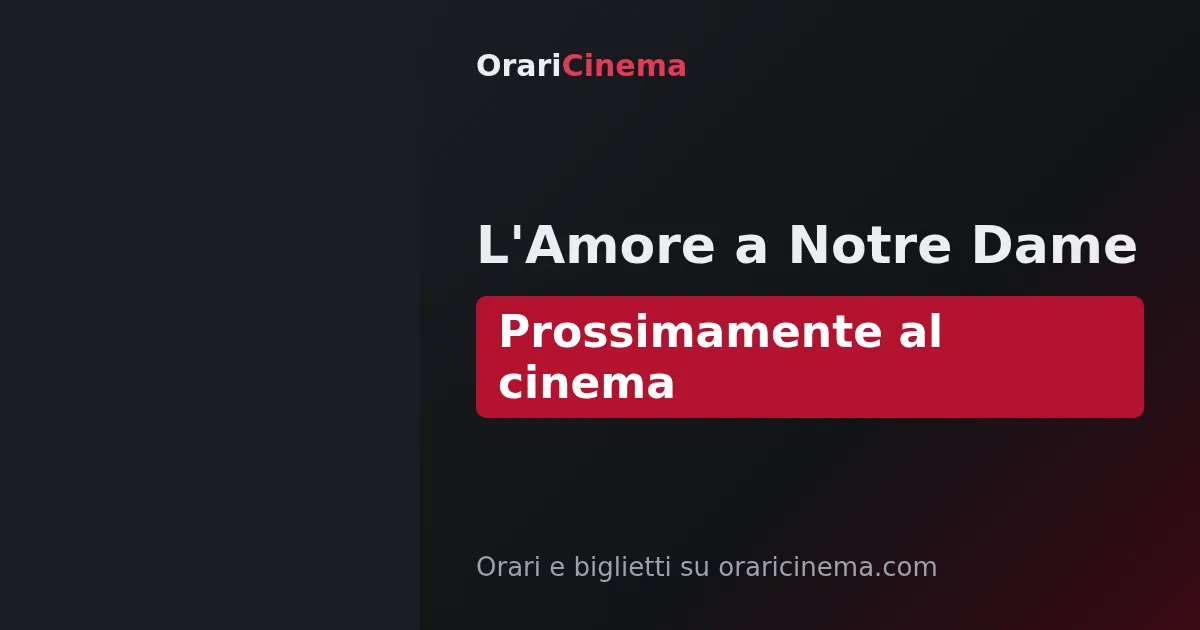 OrariCinema
L'Amore a Notre Dame
Prossimamente al
cinema
Orari e biglietti su oraricinema.com